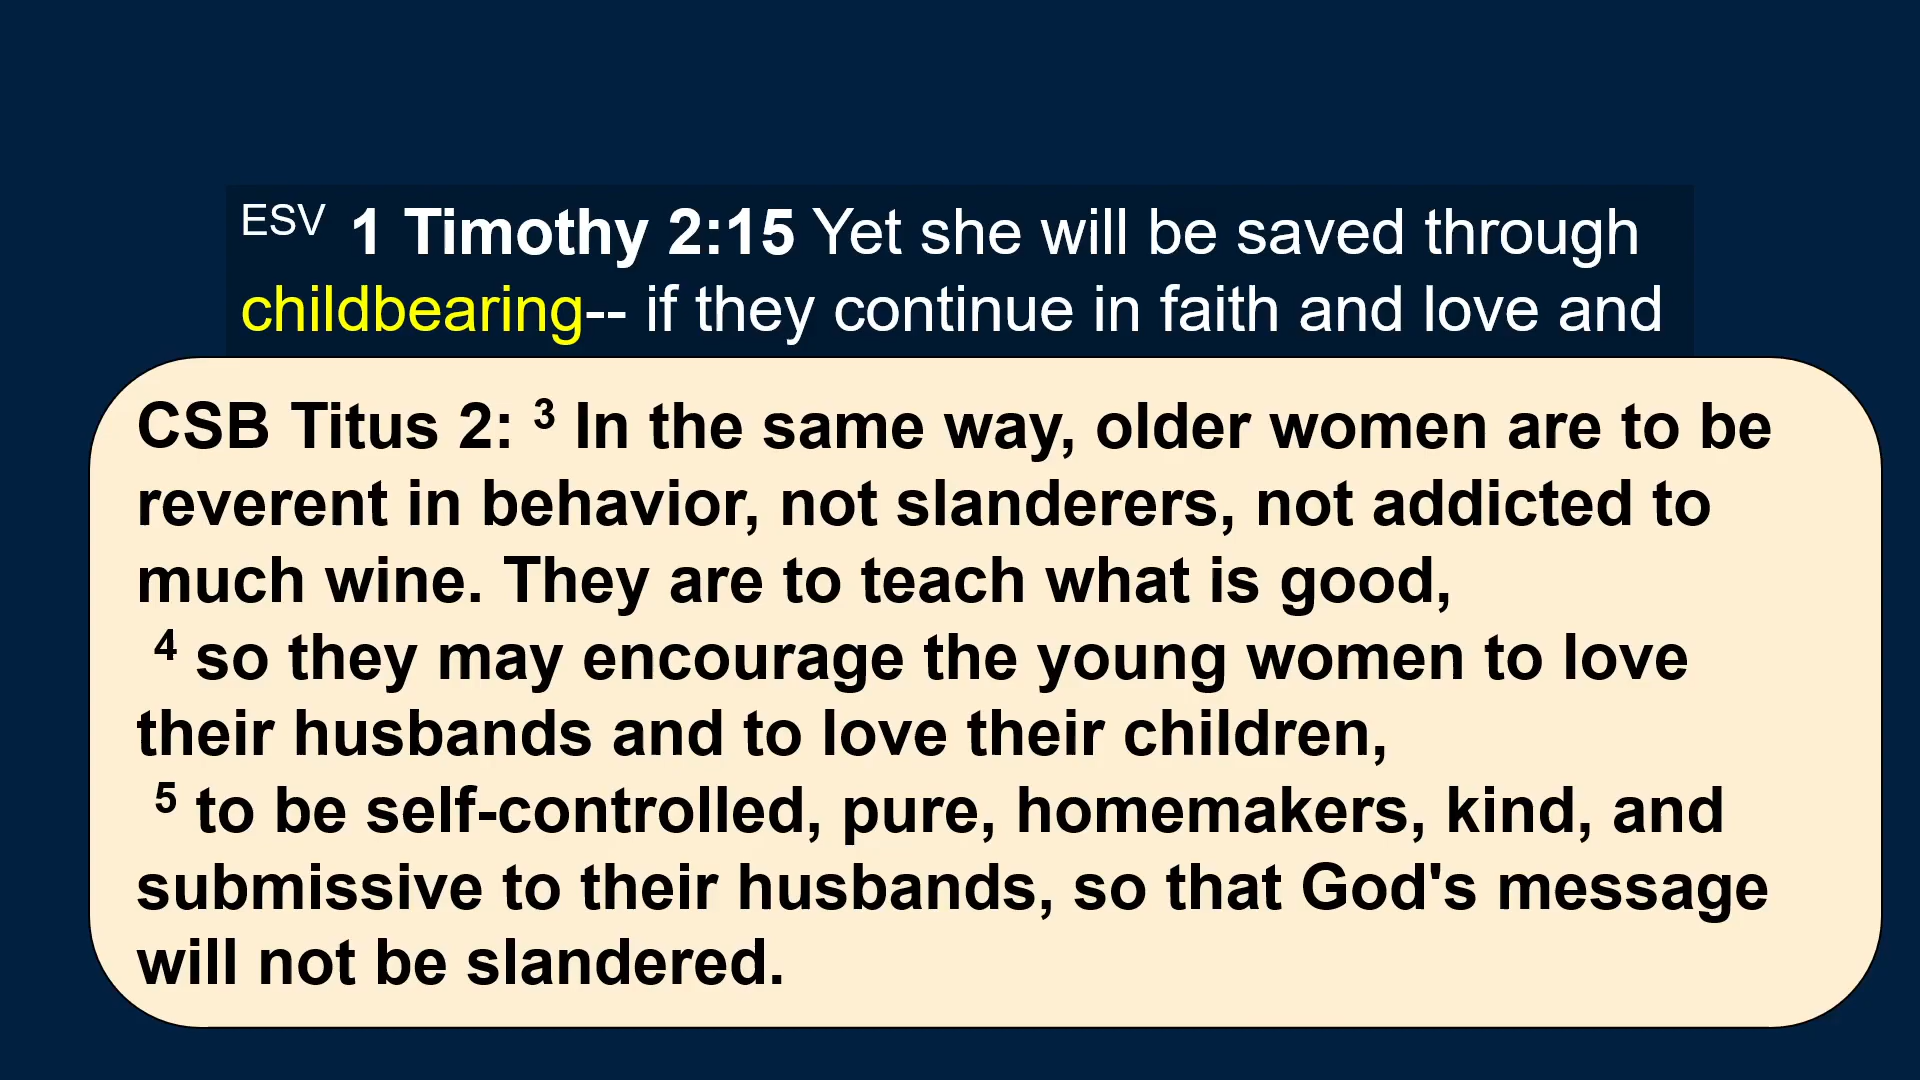 ESV 1 Timothy 2:15 Yet she will be saved through
childbearing-- if they continue in faith and love and
CSB Titus 2: 3 In the same way, older women are to be
reverent in behavior, not slanderers, not addicted to
much wine. They are to teach what is good,
4 so they may encourage the young women to love
their husbands and to love their children,
5 to be self-controlled, pure, homemakers, kind, and
submissive to their husbands, so that God's message
will not be slandered.